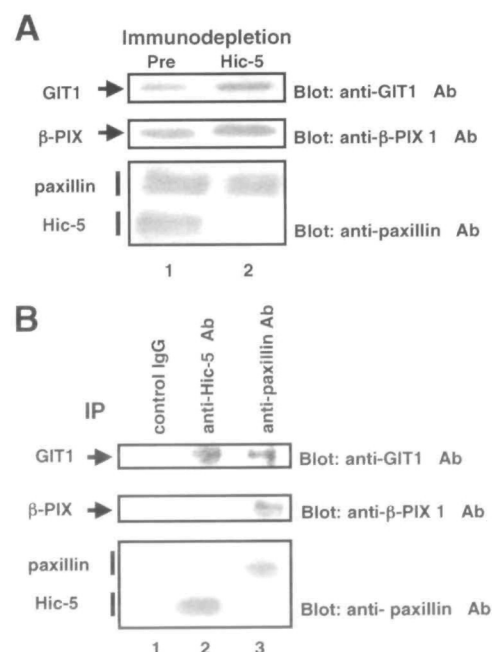 A
Immunodepletion
Pre Hic-5
GIT1 Blot: anti-GIT1 Ab
β-PIX Blot: anti-β-PIX 1 Ab
paxillin
Hic-5 Blot: anti-paxillin Ab
1 2
B
IP
control IgG
anti-Hic-5 Ab
anti-paxillin Ab
GIT1 Blot: anti-GIT1 Ab
β-PIX Blot: anti-β-PIX 1 Ab
paxillin
Hic-5 Blot: anti- paxillin Ab
1 2 3